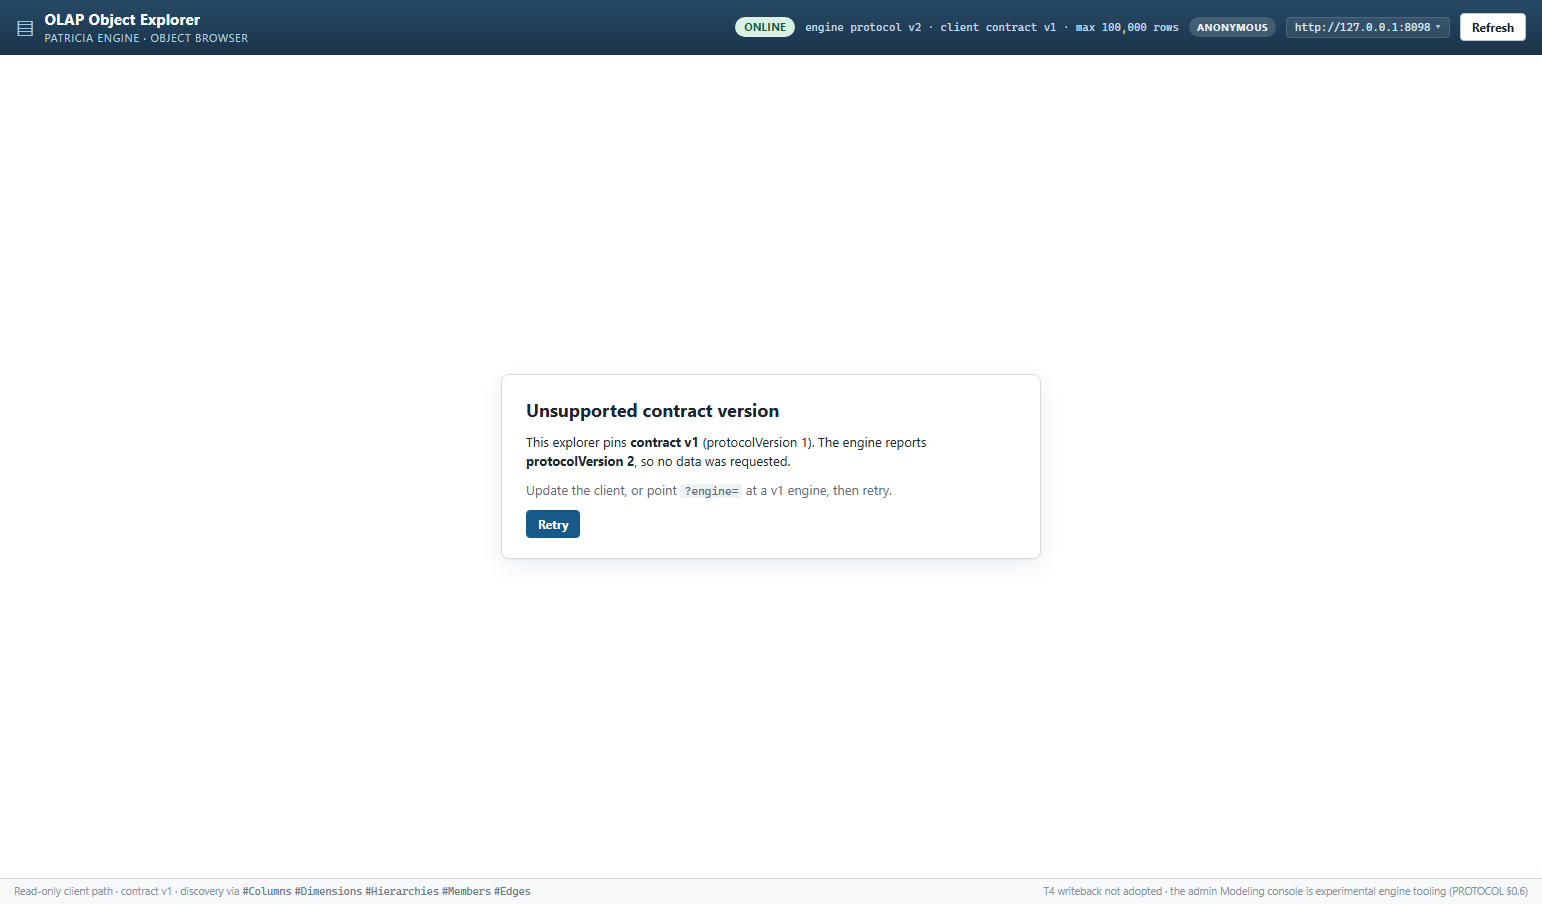 OLAP Object Explorer
PATRICIA ENGINE · OBJECT BROWSER
ONLINE engine protocol v2 · client contract v1 · max 100,000 rows ANONYMOUS http://127.0.0.1:8098 Refresh
Unsupported contract version
This explorer pins contract v1 (protocolVersion 1). The engine reports
protocolVersion 2, so no data was requested.
Update the client, or point ?engine= at a v1 engine, then retry.
Retry
Read-only client path · contract v1 · discovery via #Columns #Dimensions #Hierarchies #Members #Edges
T4 writeback not adopted · the admin Modeling console is experimental engine tooling (PROTOCOL §0.6)